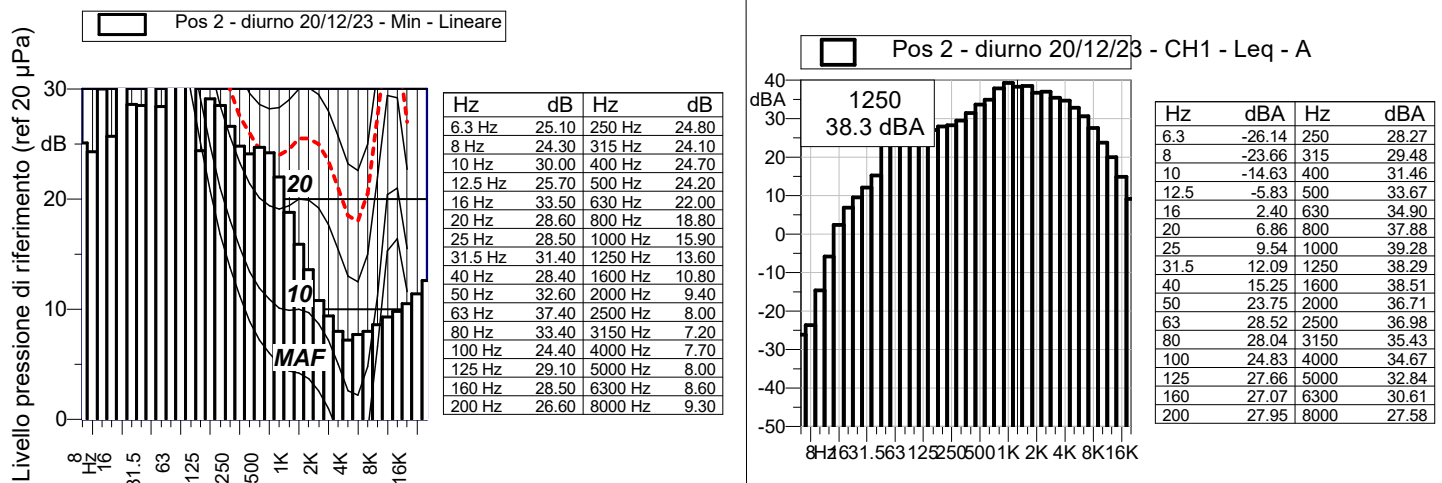 Pos 2 - diurno 20/12/23 - Min - Lineare
Livello pressione di riferimento (ref 20 µPa)
30
dB
20
10
0
20
10
MAF
8
Hz
16
31.5
63
125
250
500
1K
2K
4K
8K
16K
Hz dB Hz dB
6.3 Hz 25.10 250 Hz 24.80
8 Hz 24.30 315 Hz 24.10
10 Hz 30.00 400 Hz 24.70
12.5 Hz 25.70 500 Hz 24.20
16 Hz 33.50 630 Hz 22.00
20 Hz 28.60 800 Hz 18.80
25 Hz 28.50 1000 Hz 15.90
31.5 Hz 31.40 1250 Hz 13.60
40 Hz 28.40 1600 Hz 10.80
50 Hz 32.60 2000 Hz 9.40
63 Hz 37.40 2500 Hz 8.00
80 Hz 33.40 3150 Hz 7.20
100 Hz 24.40 4000 Hz 7.70
125 Hz 29.10 5000 Hz 8.00
160 Hz 28.50 6300 Hz 8.60
200 Hz 26.60 8000 Hz 9.30
Pos 2 - diurno 20/12/23 - CH1 - Leq - A
40
dBA
30
20
10
0
-10
-20
-30
-40
-50
1250
38.3 dBA
8Hz 16 31.5 63 125 250 500 1K 2K 4K 8K 16K
Hz dBA Hz dBA
6.3 -26.14 250 28.27
8 -23.66 315 29.48
10 -14.63 400 31.46
12.5 -5.83 500 33.67
16 2.40 630 34.90
20 6.86 800 37.88
25 9.54 1000 39.28
31.5 12.09 1250 38.29
40 15.25 1600 38.51
50 23.75 2000 36.71
63 28.52 2500 36.98
80 28.04 3150 35.43
100 24.83 4000 34.67
125 27.66 5000 32.84
160 27.07 6300 30.61
200 27.95 8000 27.58